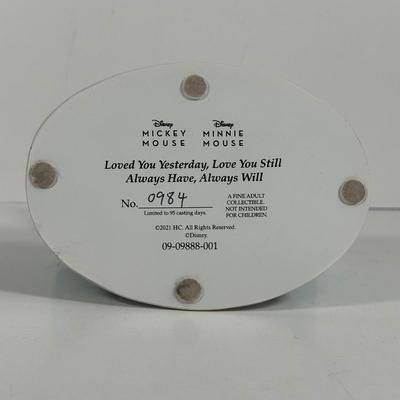 Disney Disney
MICKEY MINNIE
MOUSE MOUSE
Loved You Yesterday, Love You Still
Always Have, Always Will
No. 0984
Limited to 95 casting days.
A FINE ADULT
COLLECTIBLE.
NOT INTENDED
FOR CHILDREN.
©2021 HC. All Rights Reserved.
©Disney.
09-09888-001